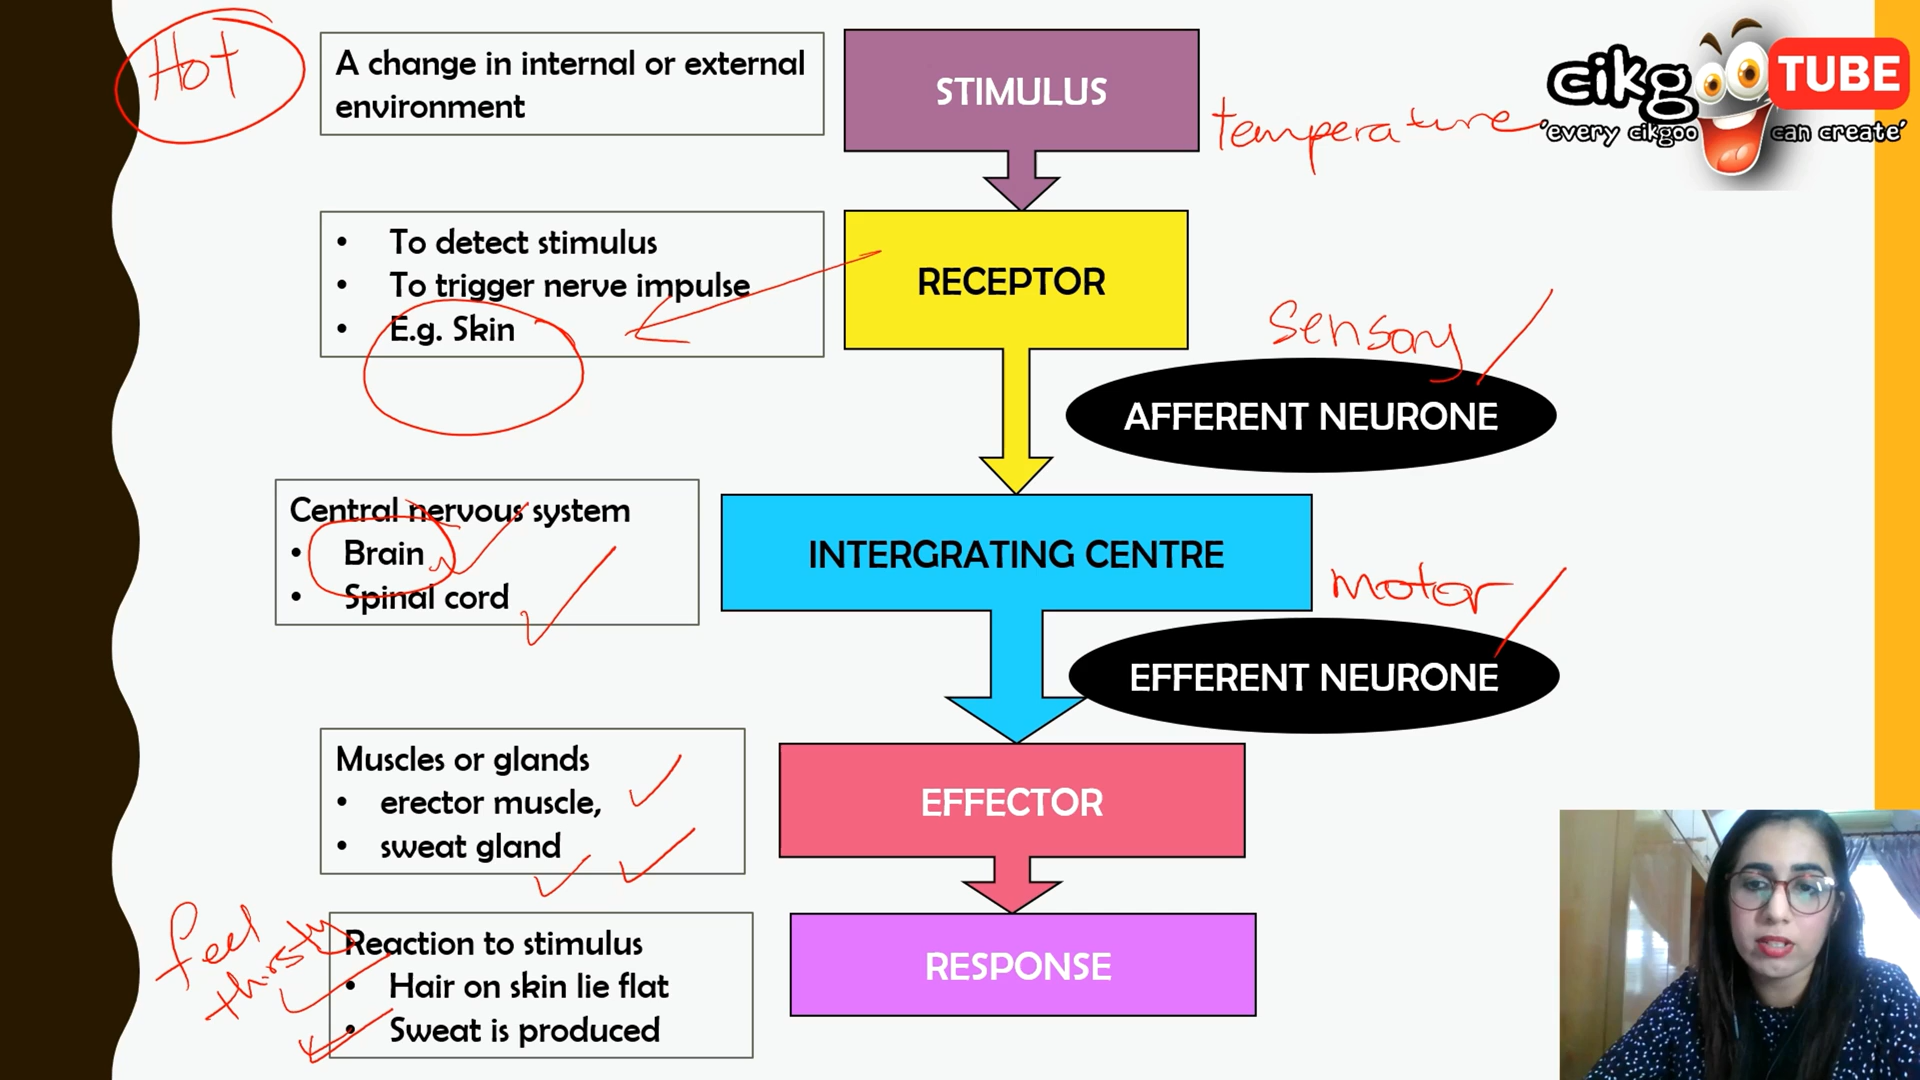 Hot
A change in internal or external
environment
STIMULUS
temperature
cikgoo TUBE
'every cikgoo can create'
• To detect stimulus
• To trigger nerve impulse
• E.g. Skin
RECEPTOR
sensory
AFFERENT NEURONE
Central nervous system
• Brain
• Spinal cord
INTERGRATING CENTRE
motor
EFFERENT NEURONE
Muscles or glands
• erector muscle,
• sweat gland
EFFECTOR
feel
thirsty
Reaction to stimulus
• Hair on skin lie flat
• Sweat is produced
RESPONSE